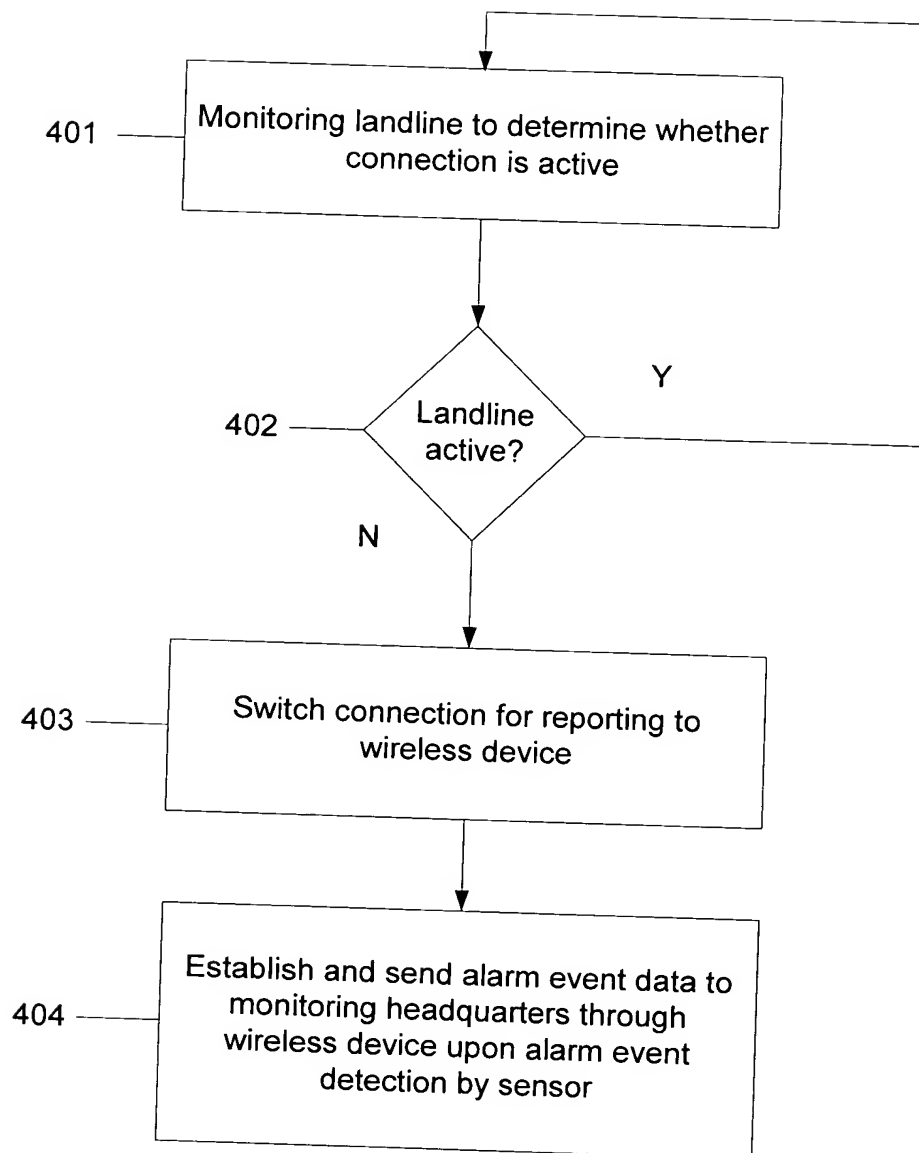 401
Monitoring landline to determine whether
connection is active
402
Landline
active?
Y
N
403
Switch connection for reporting to
wireless device
404
Establish and send alarm event data to
monitoring headquarters through
wireless device upon alarm event
detection by sensor